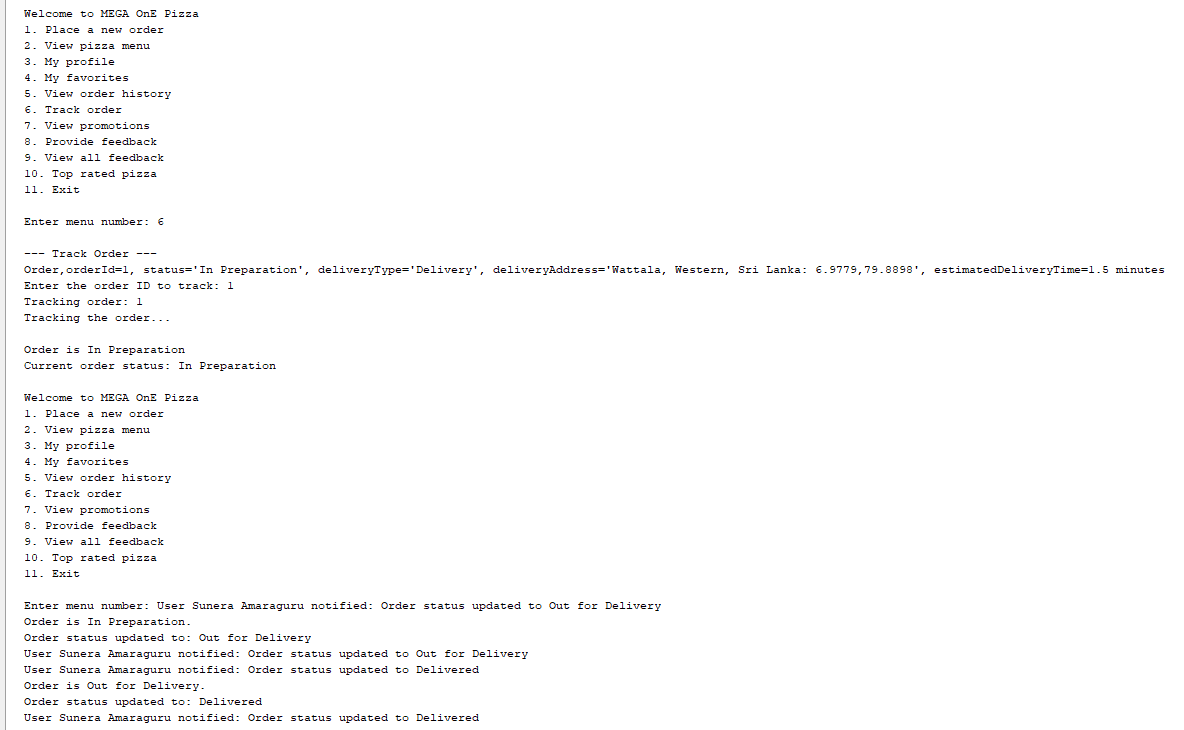 Welcome to MEGA OnE Pizza
1. Place a new order
2. View pizza menu
3. My profile
4. My favorites
5. View order history
6. Track order
7. View promotions
8. Provide feedback
9. View all feedback
10. Top rated pizza
11. Exit
Enter menu number: 6
--- Track Order ---
Order,orderId=1, status='In Preparation', deliveryType='Delivery', deliveryAddress='Wattala, Western, Sri Lanka: 6.9779,79.8898', estimatedDeliveryTime=1.5 minutes
Enter the order ID to track: 1
Tracking order: 1
Tracking the order...
Order is In Preparation
Current order status: In Preparation
Welcome to MEGA OnE Pizza
1. Place a new order
2. View pizza menu
3. My profile
4. My favorites
5. View order history
6. Track order
7. View promotions
8. Provide feedback
9. View all feedback
10. Top rated pizza
11. Exit
Enter menu number: User Sunera Amaraguru notified: Order status updated to Out for Delivery
Order is In Preparation.
Order status updated to: Out for Delivery
User Sunera Amaraguru notified: Order status updated to Out for Delivery
User Sunera Amaraguru notified: Order status updated to Delivered
Order is Out for Delivery.
Order status updated to: Delivered
User Sunera Amaraguru notified: Order status updated to Delivered